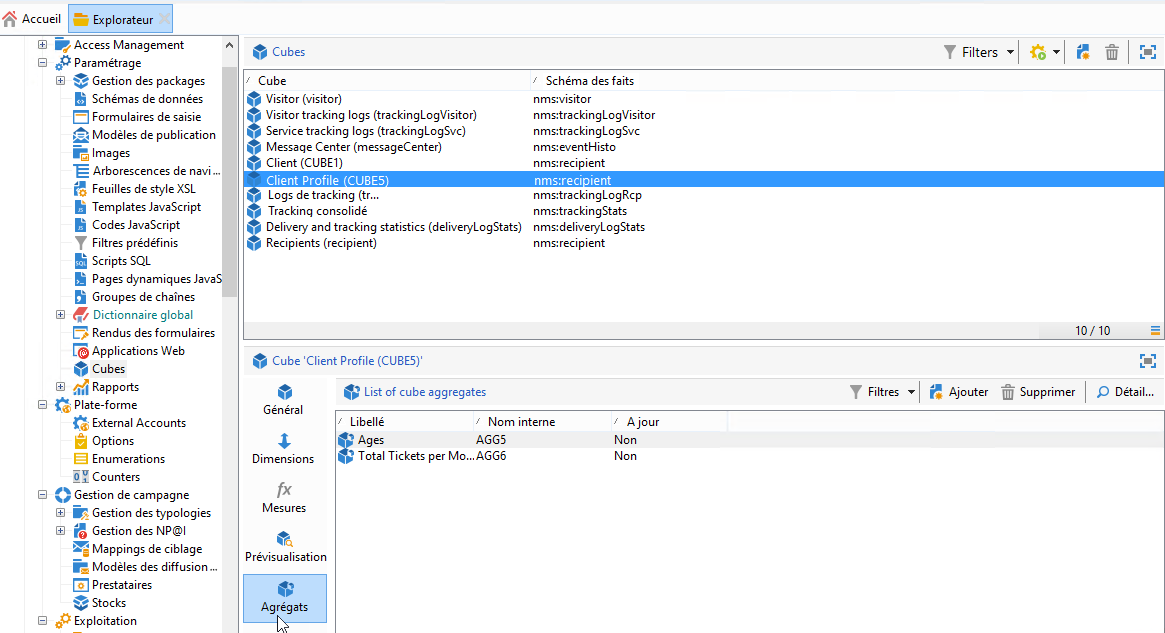 Accueil
Explorateur
Access Management
Paramétrage
Gestion des packages
Schémas de données
Formulaires de saisie
Modèles de publication
Images
Arborescences de navi...
Feuilles de style XSL
Templates JavaScript
Codes JavaScript
Filtres prédéfinis
Scripts SQL
Pages dynamiques JavaS
Groupes de chaînes
Dictionnaire global
Rendus des formulaires
Applications Web
Cubes
Rapports
Plate-forme
External Accounts
Options
Enumerations
Counters
Gestion de campagne
Gestion des typologies
Gestion des NP@I
Mappings de ciblage
Modèles des diffusion...
Prestataires
Stocks
Exploitation
Cubes
Filters
Cube Schéma des faits
Visitor (visitor) nms:visitor
Visitor tracking logs (trackingLogVisitor) nms:trackingLogVisitor
Service tracking logs (trackingLogSvc) nms:trackingLogSvc
Message Center (messageCenter) nms:eventHisto
Client (CUBE1) nms:recipient
Client Profile (CUBE5) nms:recipient
Logs de tracking (tr... nms:trackingLogRcp
Tracking consolidé nms:trackingStats
Delivery and tracking statistics (deliveryLogStats) nms:deliveryLogStats
Recipients (recipient) nms:recipient
10 / 10
Cube 'Client Profile (CUBE5)'
Général
Dimensions
fx
Mesures
Prévisualisation
Agrégats
List of cube aggregates
Filtres Ajouter Supprimer Détail...
Libellé Nom interne A jour
Ages AGG5 Non
Total Tickets per Mo... AGG6 Non